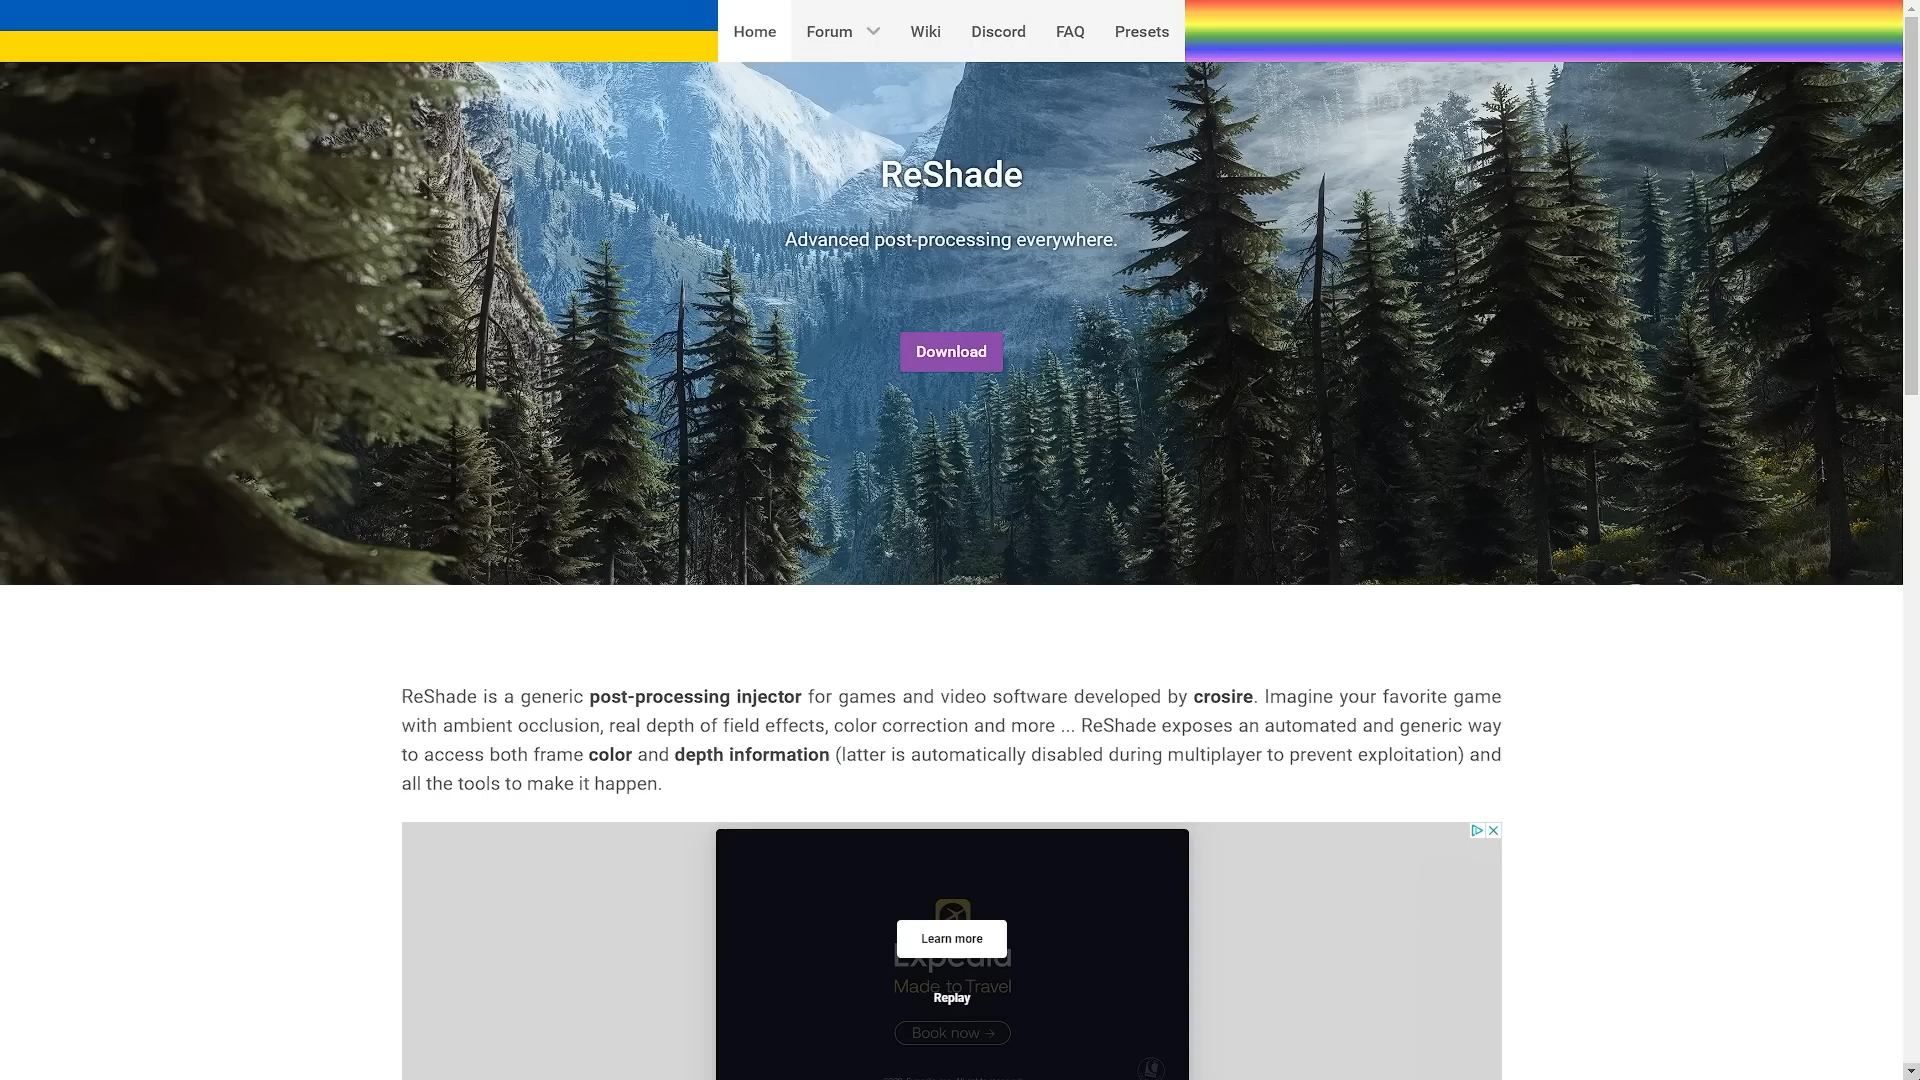 Home Forum Wiki Discord FAQ Presets
ReShade
Advanced post-processing everywhere.
Download
ReShade is a generic post-processing injector for games and video software developed by crosire. Imagine your favorite game
with ambient occlusion, real depth of field effects, color correction and more ... ReShade exposes an automated and generic way
to access both frame color and depth information (latter is automatically disabled during multiplayer to prevent exploitation) and
all the tools to make it happen.
Learn more
Expedia
Made to Travel
Replay
Book now →